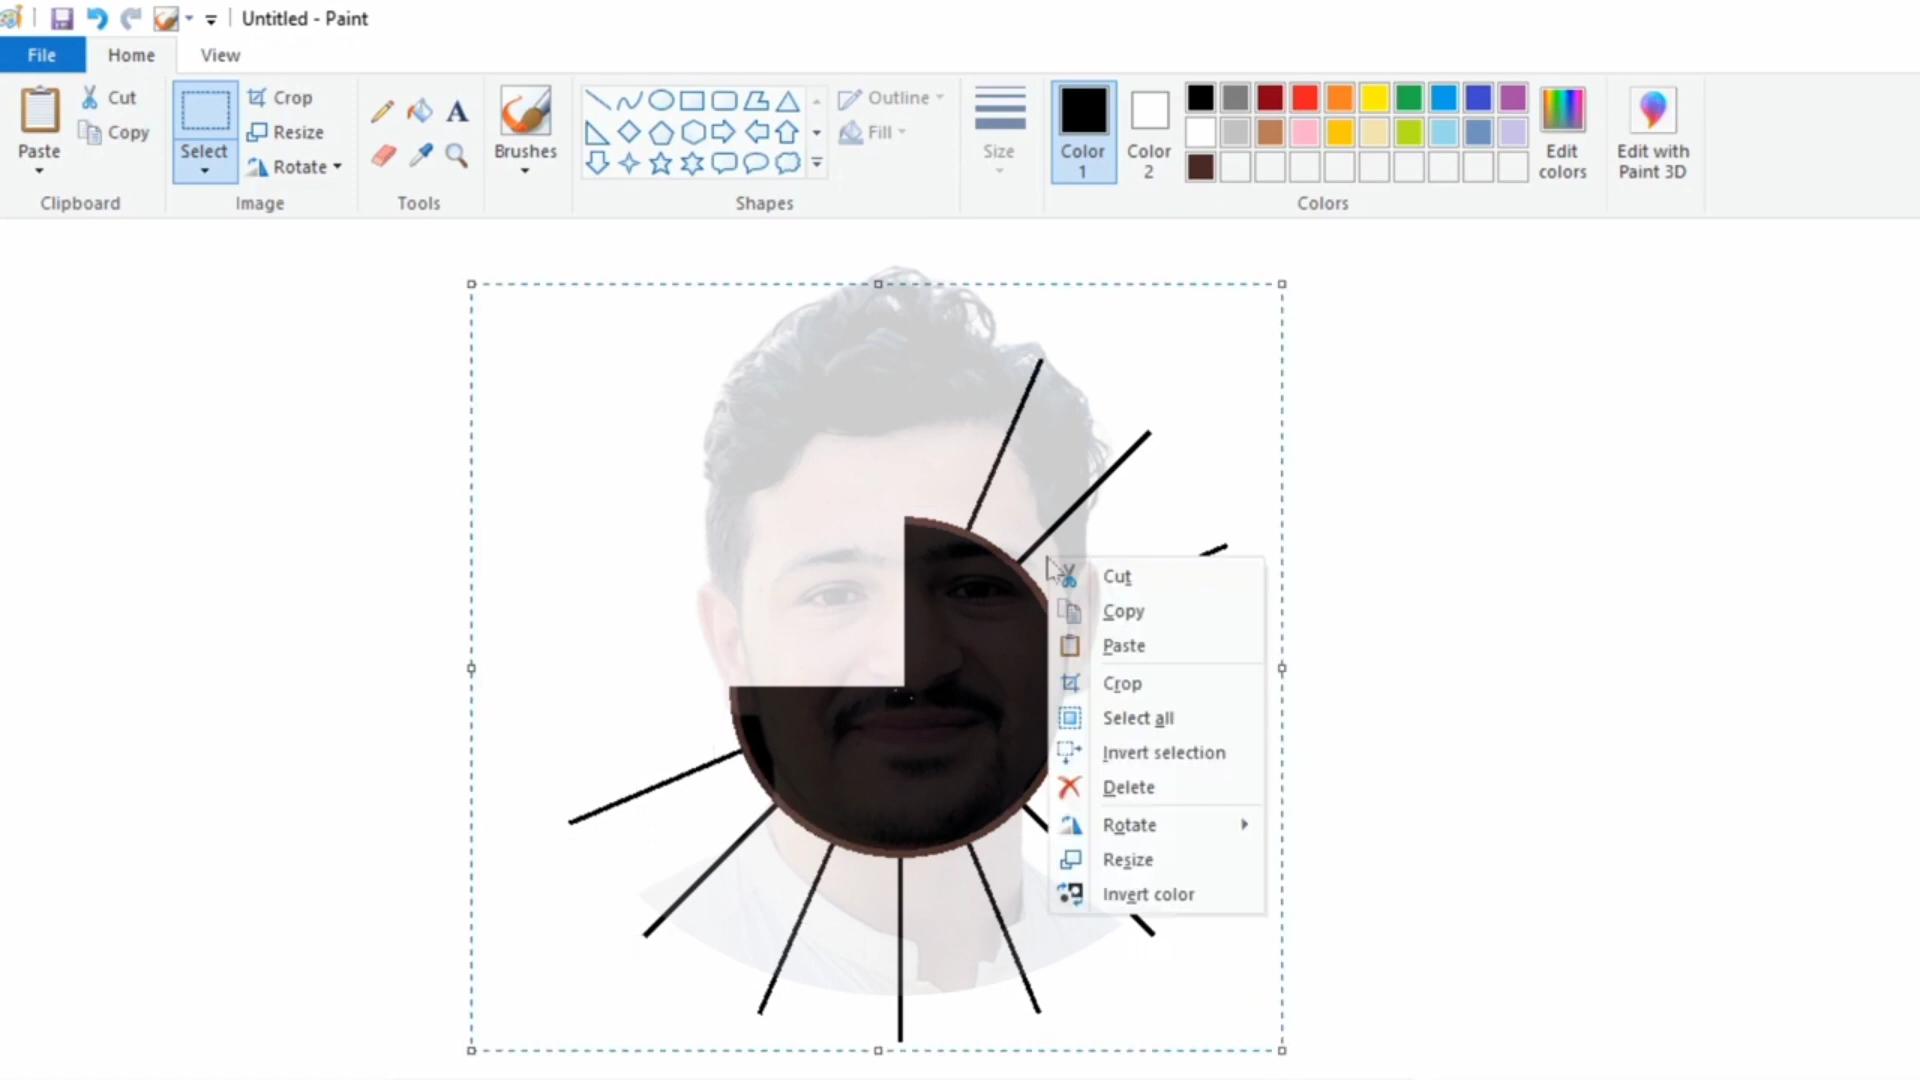 Untitled - Paint
File Home View
Paste Cut Copy
Select Crop Resize Rotate
Brushes
Outline Fill
Size
Color 1
Color 2
Edit colors
Edit with Paint 3D
Clipboard Image Tools Shapes Colors
Cut
Copy
Paste
Crop
Select all
Invert selection
Delete
Rotate
Resize
Invert color